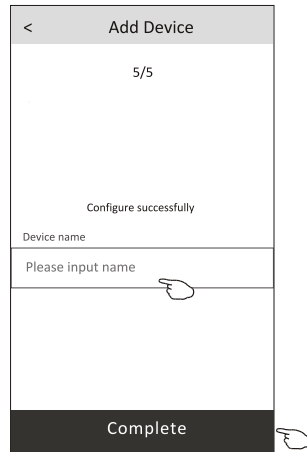 < Add Device
5/5
Configure successfully
Device name
Please input name
Complete